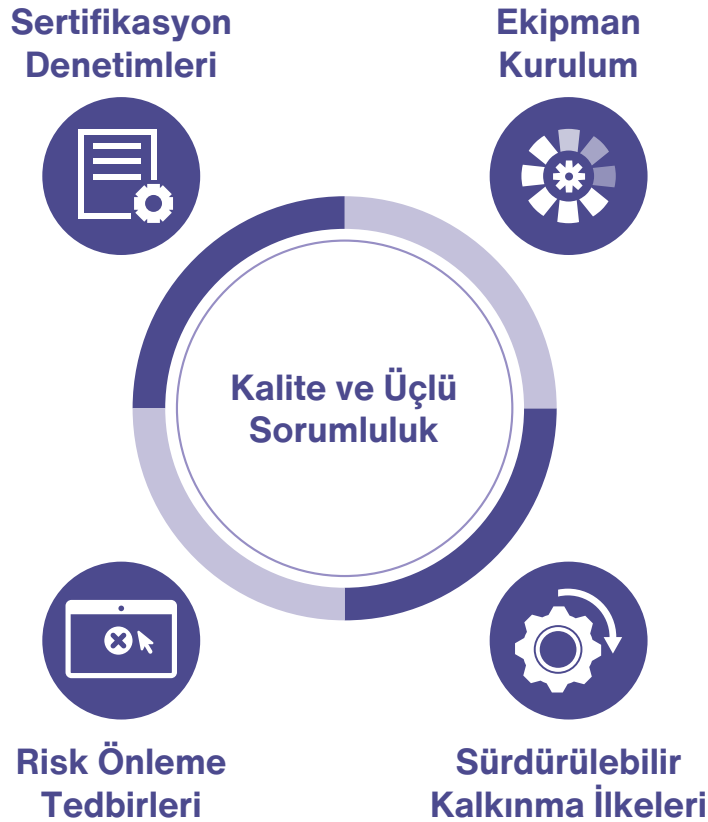 Sertifikasyon
Denetimleri
Ekipman
Kurulum
Kalite ve Üçlü
Sorumluluk
Risk Önleme
Tedbirleri
Sürdürülebilir
Kalkınma İlkeleri